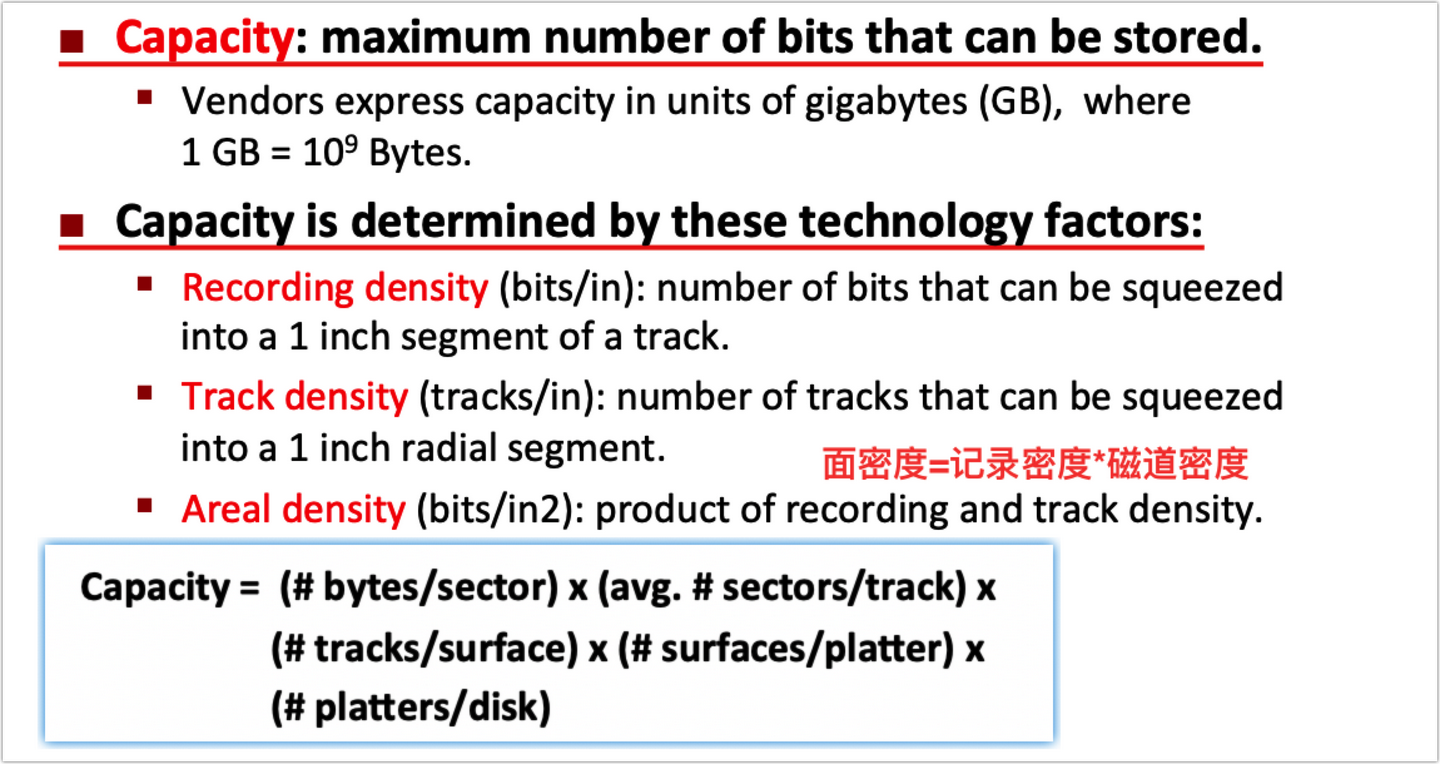 ■ Capacity: maximum number of bits that can be stored.
▪ Vendors express capacity in units of gigabytes (GB), where
1 GB = 10⁹ Bytes.
■ Capacity is determined by these technology factors:
▪ Recording density (bits/in): number of bits that can be squeezed
into a 1 inch segment of a track.
▪ Track density (tracks/in): number of tracks that can be squeezed
into a 1 inch radial segment.
面密度=记录密度*磁道密度
▪ Areal density (bits/in2): product of recording and track density.
Capacity = (# bytes/sector) x (avg. # sectors/track) x
(# tracks/surface) x (# surfaces/platter) x
(# platters/disk)